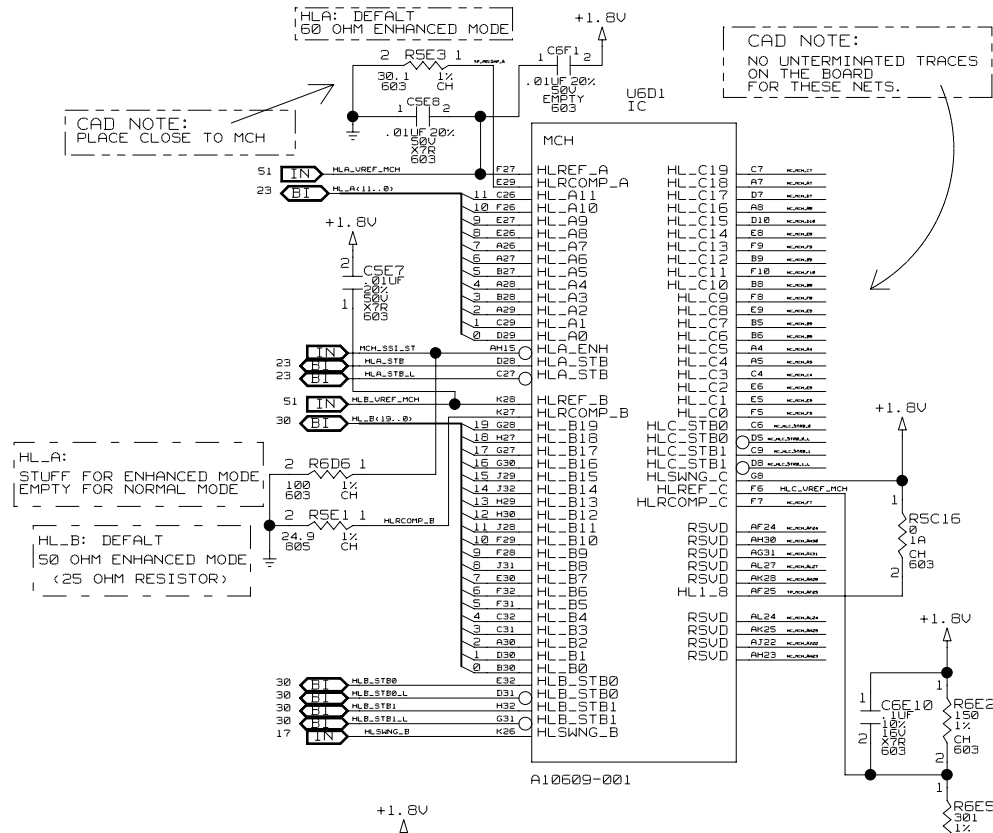 HLA: DEFALT
60 OHM ENHANCED MODE
+1.8V
CAD NOTE:
NO UNTERMINATED TRACES
ON THE BOARD
FOR THESE NETS.
2 R5E3 1
30.1 1%
603 CH
C6F1
1 2
.01UF 20%
50V
EMPTY
603
C5E8
1 2
.01UF 20%
50V
X7R
603
CAD NOTE:
PLACE CLOSE TO MCH
U6D1
IC
MCH
51 IN HLA_VREF_MCH F27 HLREF_A
E29 HLRCOMP_A
23 BI HL_A(11..0)
11 C26 HL_A11
10 F26 HL_A10
9 E27 HL_A9
8 E26 HL_A8
7 A26 HL_A7
6 A27 HL_A6
5 B27 HL_A5
4 A28 HL_A4
3 B28 HL_A3
2 A29 HL_A2
1 C29 HL_A1
0 D29 HL_A0
+1.8V
2 C5E7
.01UF
20%
50V
1 X7R
603
IN MCH_SSI_ST AH15 HLA_ENH
23 BI HLA_STB D28 HLA_STB
23 BI HLA_STB_L C27 HLA_STB
51 IN HLB_VREF_MCH K28 HLREF_B
K27 HLRCOMP_B
30 BI HL_B(19..0)
19 G28 HL_B19
18 H27 HL_B18
17 G27 HL_B17
16 G30 HL_B16
15 J29 HL_B15
14 J32 HL_B14
13 H29 HL_B13
12 H30 HL_B12
11 J28 HL_B11
10 F29 HL_B10
9 F28 HL_B9
8 J31 HL_B8
7 E30 HL_B7
6 F32 HL_B6
5 F31 HL_B5
4 C32 HL_B4
3 C31 HL_B3
2 A30 HL_B2
1 D30 HL_B1
0 B30 HL_B0
HL_A:
STUFF FOR ENHANCED MODE
EMPTY FOR NORMAL MODE
2 R6D6 1
100 1%
603 CH
2 R5E1 1 HLRCOMP_B
24.9 1%
805 CH
HL_B: DEFALT
50 OHM ENHANCED MODE
(25 OHM RESISTOR)
30 BI HLB_STB0 E32 HLB_STB0
30 BI HLB_STB0_L D31 HLB_STB0
30 BI HLB_STB1 H32 HLB_STB1
30 BI HLB_STB1_L G31 HLB_STB1
17 IN HLSWNG_B K26 HLSWNG_B
HL_C19 C7
HL_C18 A7
HL_C17 D7
HL_C16 A8
HL_C15 D10
HL_C14 E8
HL_C13 F9
HL_C12 B9
HL_C11 F10
HL_C10 B8
HL_C9 F8
HL_C8 E9
HL_C7 B5
HL_C6 B6
HL_C5 A4
HL_C4 A5
HL_C3 C4
HL_C2 E6
HL_C1 E5
HL_C0 F5
HLC_STB0 C6
HLC_STB0 D5
HLC_STB1 C9
HLC_STB1 D8
HLSWNG_C G8
HLREF_C F6 HLC_VREF_MCH
HLRCOMP_C F7
RSVD AF24
RSVD AH30
RSVD AG31
RSVD AL27
RSVD AK28
HL1_8 AF25
RSVD AL24
RSVD AK25
RSVD AJ22
RSVD AH23
A10609-001
+1.8V
1 R5C16
0
1A
CH
2 603
+1.8V
1 C6E10
.1UF
10%
16V
2 X7R
603
1 R6E2
150
1%
CH
2 603
1 R6E5
301
1%
+1.8V